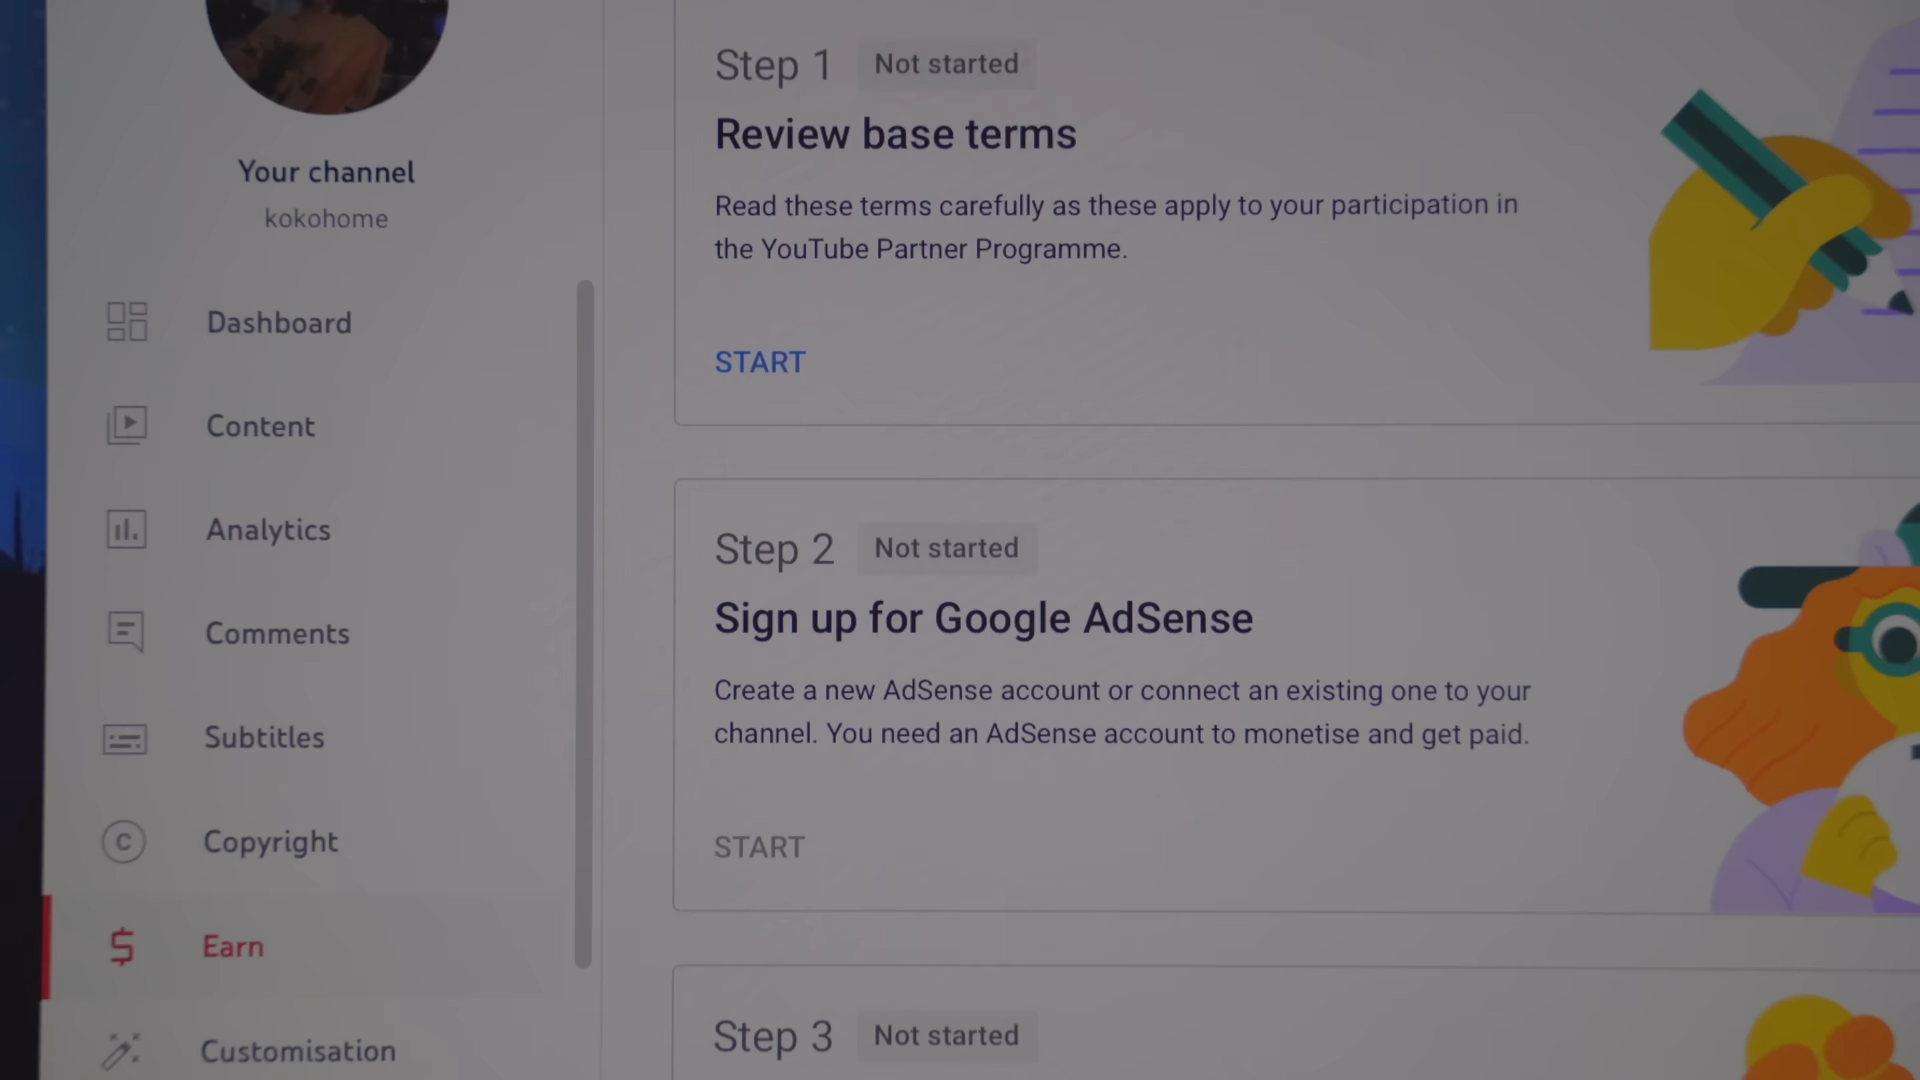 Your channel
kokohome
Dashboard
Content
Analytics
Comments
Subtitles
Copyright
Earn
Customisation
Step 1 Not started
Review base terms
Read these terms carefully as these apply to your participation in
the YouTube Partner Programme.
START
Step 2 Not started
Sign up for Google AdSense
Create a new AdSense account or connect an existing one to your
channel. You need an AdSense account to monetise and get paid.
START
Step 3 Not started